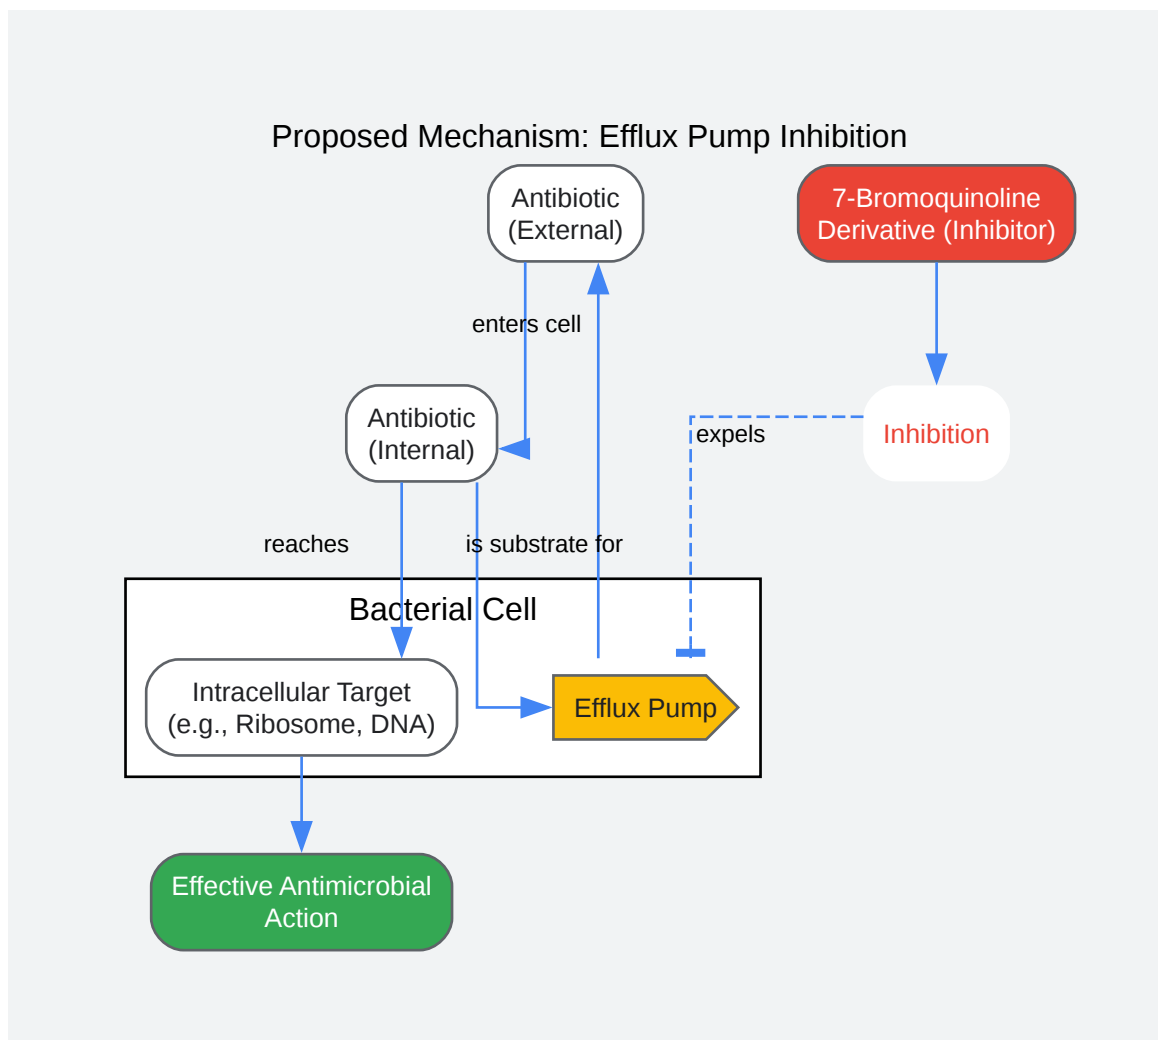 Proposed Mechanism: Efflux Pump Inhibition
Antibiotic
(External)
7-Bromoquinoline
Derivative (Inhibitor)
enters cell
Antibiotic
(Internal)
expels
Inhibition
reaches
is substrate for
Bacterial Cell
Intracellular Target
(e.g., Ribosome, DNA)
Efflux Pump
Effective Antimicrobial
Action